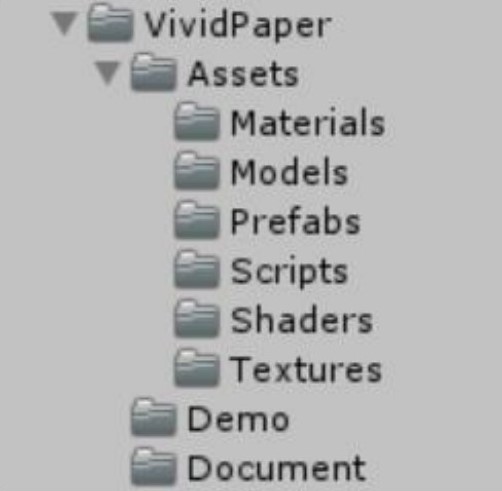 VividPaper
Assets
Materials
Models
Prefabs
Scripts
Shaders
Textures
Demo
Document